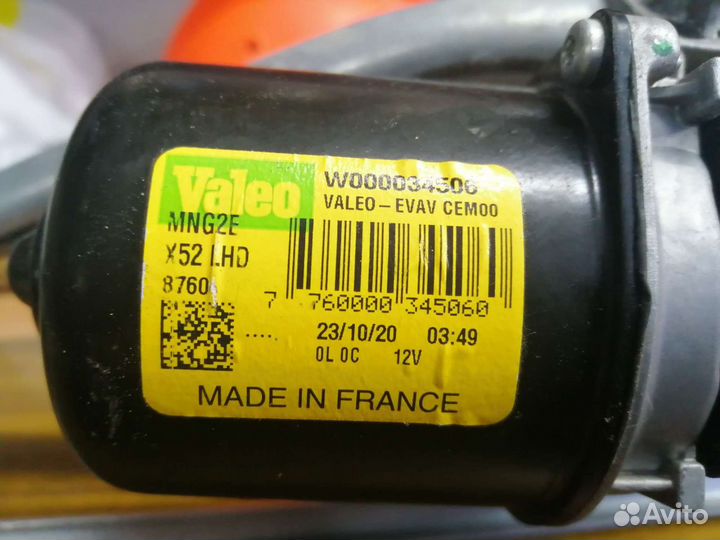 Valeo
W000034506
VALEO-EVAV CEM00
MNG2E
X52 LHD
8760
7 760000 345060
..... 23/10/20 03:49
0L 0C 12V
MADE IN FRANCE
Avito